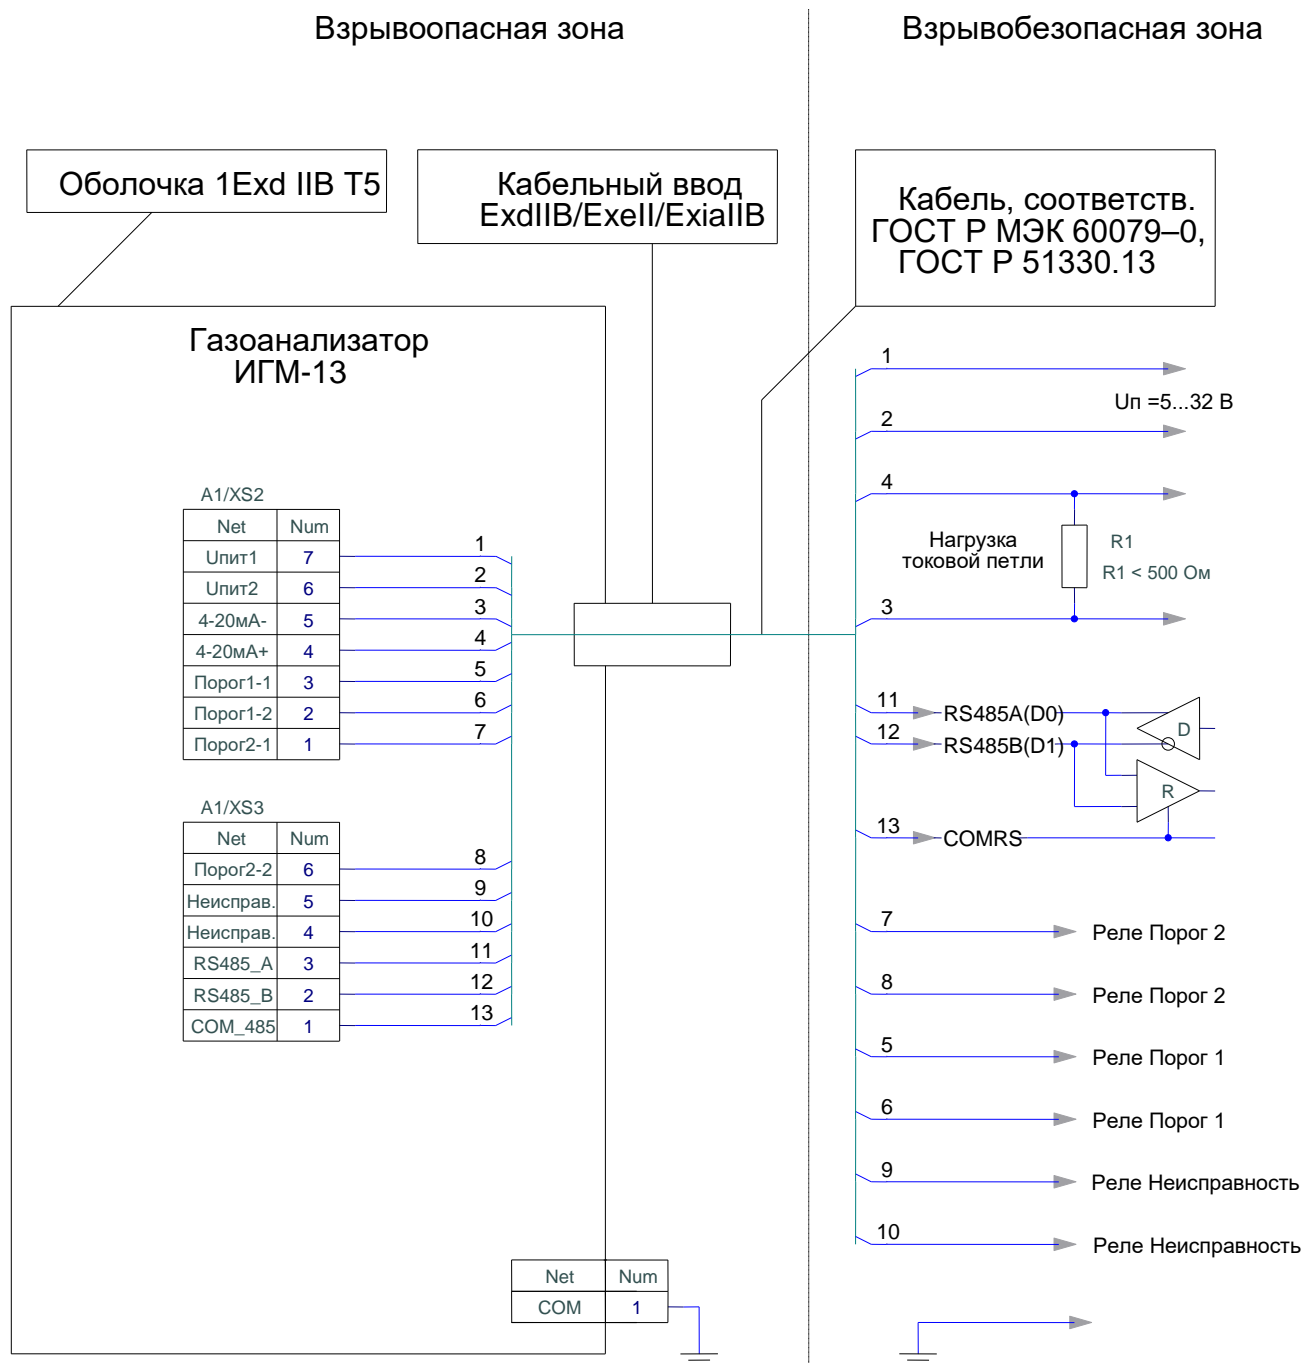 Взрывоопасная зона
Взрывобезопасная зона
Оболочка 1Exd IIB T5
Кабельный ввод
ExdIIB/ExeII/ExiaIIB
Кабель, соответств.
ГОСТ Р МЭК 60079–0,
ГОСТ Р 51330.13
Газоанализатор
ИГМ-13
A1/XS2
Net Num
Uпит1 7 1
Uпит2 6 2
4-20мА- 5 3
4-20мА+ 4 4
Порог1-1 3 5
Порог1-2 2 6
Порог2-1 1 7
A1/XS3
Net Num
Порог2-2 6 8
Неисправ. 5 9
Неисправ. 4 10
RS485_A 3 11
RS485_B 2 12
COM_485 1 13
Net Num
COM 1
1
Uп =5...32 В
2
4
Нагрузка
токовой петли
R1
R1 < 500 Ом
3
11 RS485A(D0)
12 RS485B(D1)
D
R
13 COMRS
7 Реле Порог 2
8 Реле Порог 2
5 Реле Порог 1
6 Реле Порог 1
9 Реле Неисправность
10 Реле Неисправность